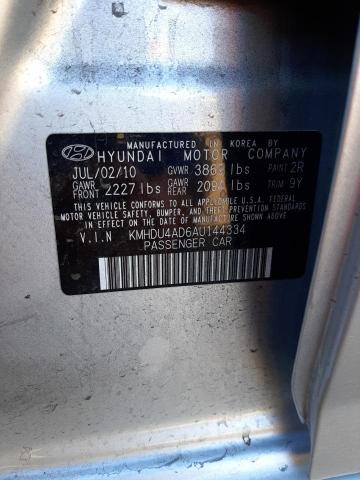 MANUFACTURED IN KOREA BY
HYUNDAI MOTOR COMPANY
JUL/02/10 GVWR 3869 lbs PAINT 2R
GAWR FRONT 2227 lbs GAWR REAR 2094 lbs TRIM 9Y
THIS VEHICLE CONFORMS TO ALL APPLICABLE U.S.A. FEDERAL
MOTOR VEHICLE SAFETY, BUMPER, AND THEFT PREVENTION
STANDARDS IN EFFECT ON THE DATE OF MANUFACTURE SHOWN ABOVE.
V.I.N KMHDU4AD6AU144334
PASSENGER CAR